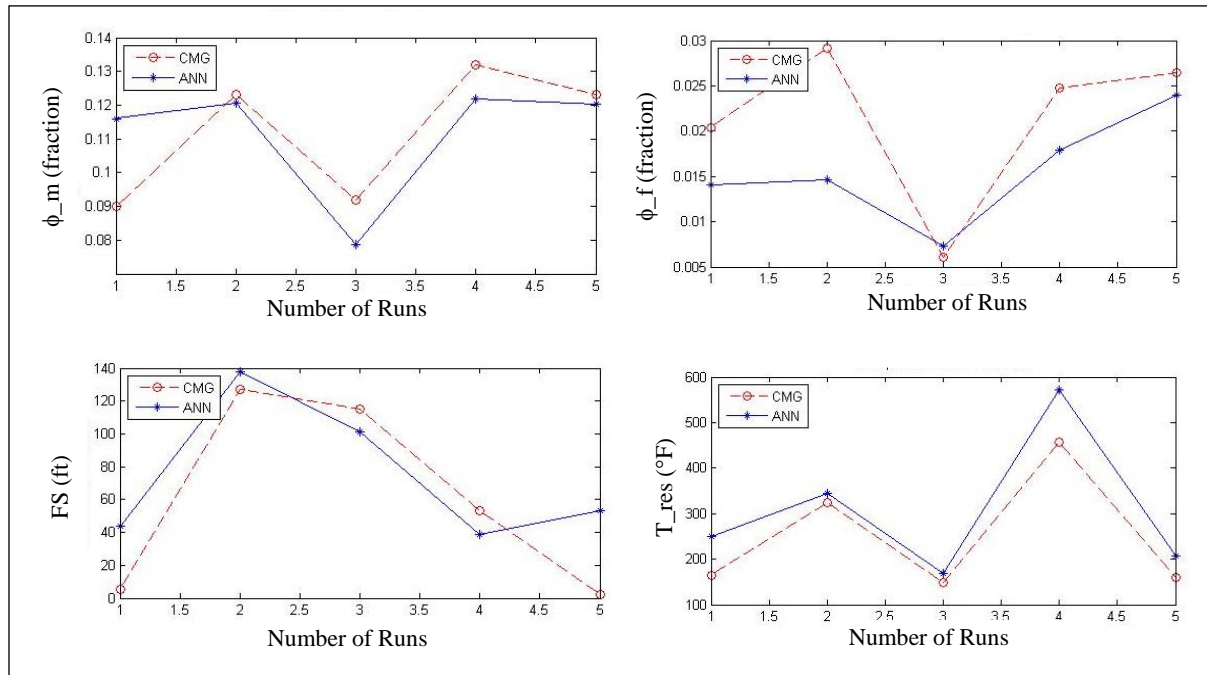 0.14
0.13
0.12
0.11
0.1
0.09
0.08
ϕ_m (fraction)
CMG
ANN
1 1.5 2 2.5 3 3.5 4 4.5 5
Number of Runs
0.03
0.025
0.02
0.015
0.01
0.005
ϕ_f (fraction)
CMG
ANN
1 1.5 2 2.5 3 3.5 4 4.5 5
Number of Runs
140
120
100
80
60
40
20
0
FS (ft)
CMG
ANN
1 1.5 2 2.5 3 3.5 4 4.5 5
Number of Runs
600
500
400
300
200
100
T_res (°F)
CMG
ANN
1 1.5 2 2.5 3 3.5 4 4.5 5
Number of Runs